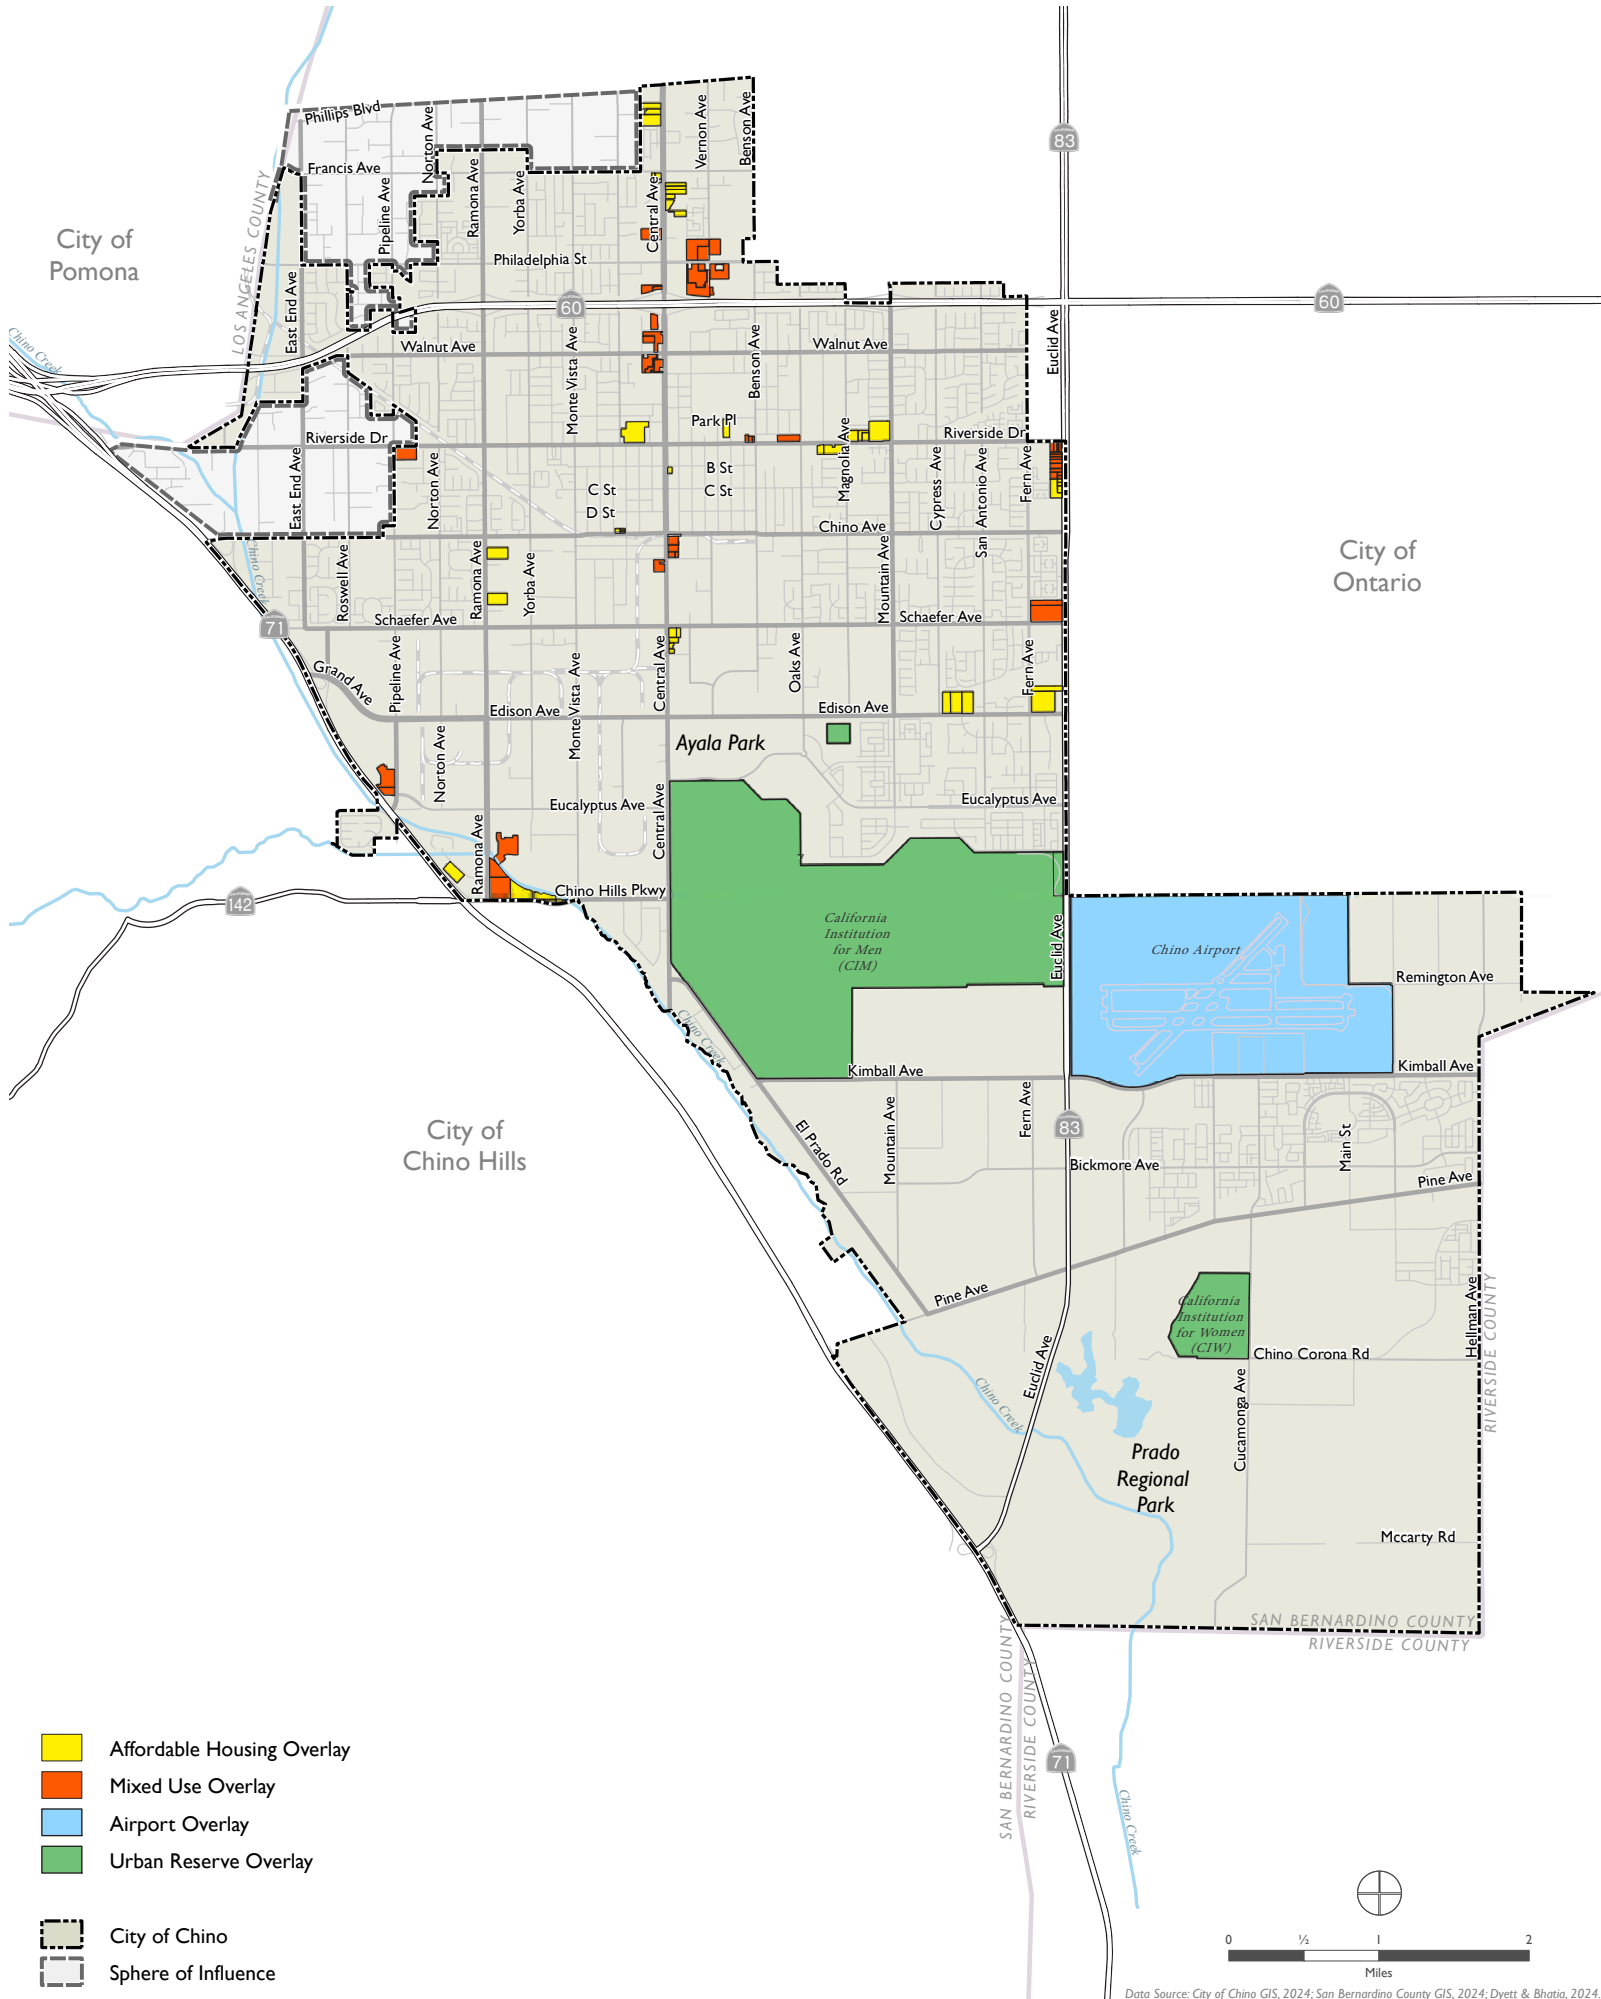 Phillips Blvd
Norton Ave
Vernon Ave
Benson Ave
83
Francis Ave
Ramona Ave
Yorba Ave
Pipeline Ave
Central Ave
LOS ANGELES COUNTY
City of
Pomona
Philadelphia St
East End Ave
60
60
Chino Creek
Walnut Ave
Monte Vista Ave
Benson Ave
Walnut Ave
Euclid Ave
Park Pl
Riverside Dr
Magnolia Ave
Riverside Dr
East End Ave
Norton Ave
B St
C St
C St
D St
Cypress Ave
San Antonio Ave
Fern Ave
Chino Ave
Chino Creek
Roswell Ave
Ramona Ave
Yorba Ave
Mountain Ave
City of
Ontario
71
Schaefer Ave
Schaefer Ave
Grand Ave
Pipeline Ave
Monte Vista Ave
Central Ave
Oaks Ave
Fern Ave
Edison Ave
Edison Ave
Norton Ave
Ayala Park
Eucalyptus Ave
Central Ave
Eucalyptus Ave
Ramona Ave
Chino Hills Pkwy
142
California
Institution
for Men
(CIM)
Euclid Ave
Chino Airport
Remington Ave
Chino Creek
Kimball Ave
Kimball Ave
City of
Chino Hills
El Prado Rd
Mountain Ave
Fern Ave
83
Main St
Bickmore Ave
Pine Ave
Pine Ave
California
Institution
for Women
(CIW)
Hellman Ave
RIVERSIDE COUNTY
Chino Corona Rd
Euclid Ave
Chino Creek
Cucamonga Ave
Prado
Regional
Park
Mccarty Rd
SAN BERNARDINO COUNTY
RIVERSIDE COUNTY
SAN BERNARDINO COUNTY
RIVERSIDE COUNTY
71
Chino Creek
Affordable Housing Overlay
Mixed Use Overlay
Airport Overlay
Urban Reserve Overlay
City of Chino
Sphere of Influence
0 ½ 1 2
Miles
Data Source: City of Chino GIS, 2024; San Bernardino County GIS, 2024; Dyett & Bhatia, 2024.